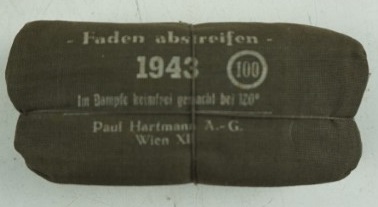 - Faden abstreifen -
1943 100
Im Dampfe keimfrei gemacht bei 120°
Paul Hartmann A.-G.
Wien XI